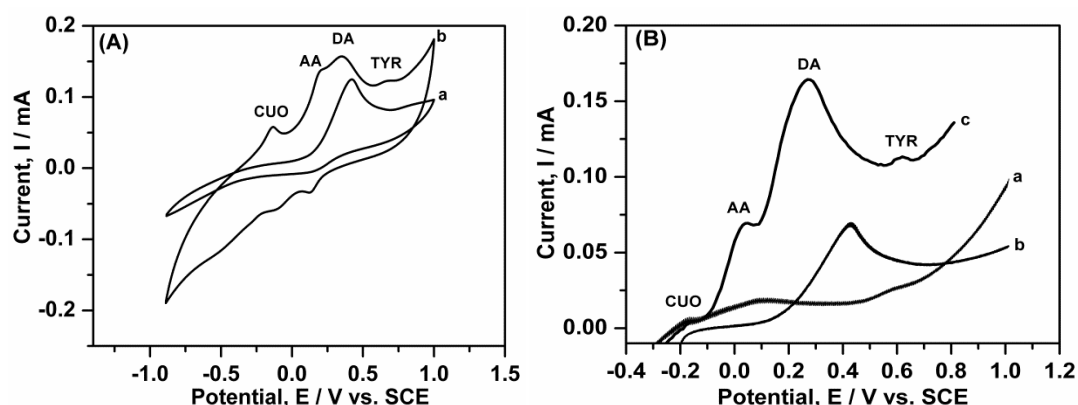 (A)
0.2
0.1
0.0
-0.1
-0.2
Current, I / mA
CUO
AA
DA
TYR
b
a
-1.0 -0.5 0.0 0.5 1.0 1.5
Potential, E / V vs. SCE
(B)
0.20
0.15
0.10
0.05
0.00
Current, I / mA
CUO
AA
DA
TYR
c
a
b
-0.4 -0.2 0.0 0.2 0.4 0.6 0.8 1.0 1.2
Potential, E / V vs. SCE